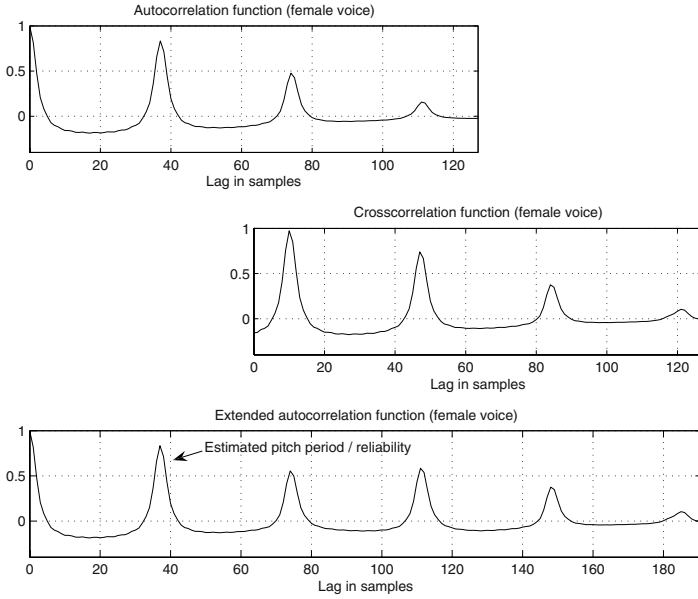 Autocorrelation function (female voice)
1
0.5
0
0 20 40 60 80 100 120
Lag in samples
Crosscorrelation function (female voice)
1
0.5
0
0 20 40 60 80 100 120
Lag in samples
Extended autocorrelation function (female voice)
1
Estimated pitch period / reliability
0.5
0
0 20 40 60 80 100 120 140 160 180
Lag in samples